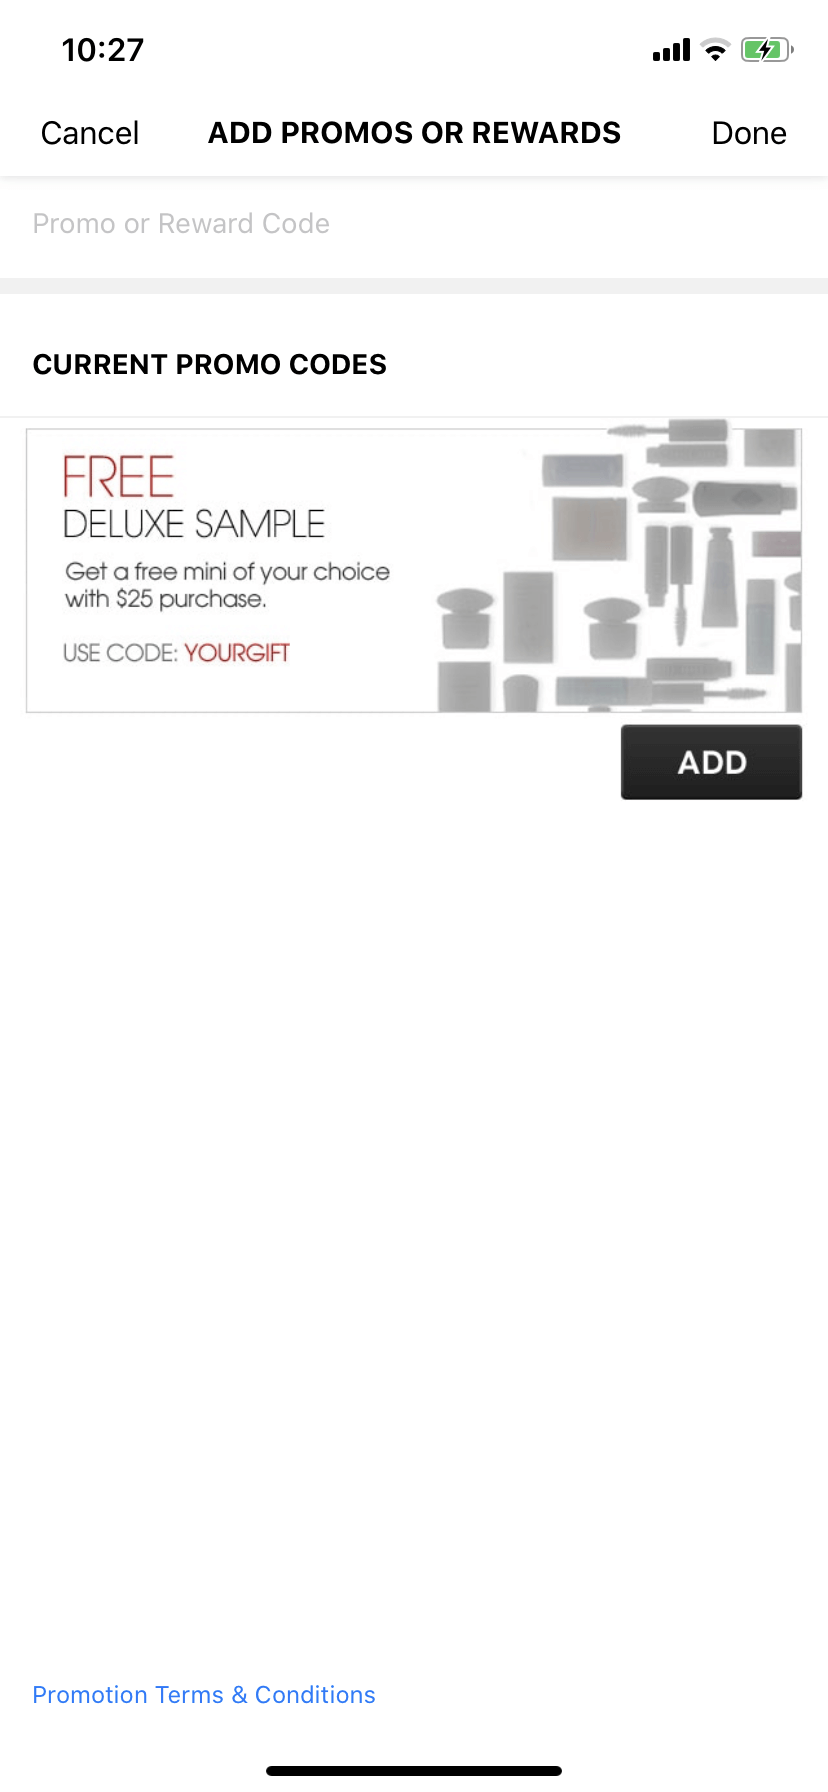 10:27
Cancel ADD PROMOS OR REWARDS Done
Promo or Reward Code
CURRENT PROMO CODES
FREE
DELUXE SAMPLE
Get a free mini of your choice
with $25 purchase.
USE CODE: YOURGIFT
ADD
Promotion Terms & Conditions